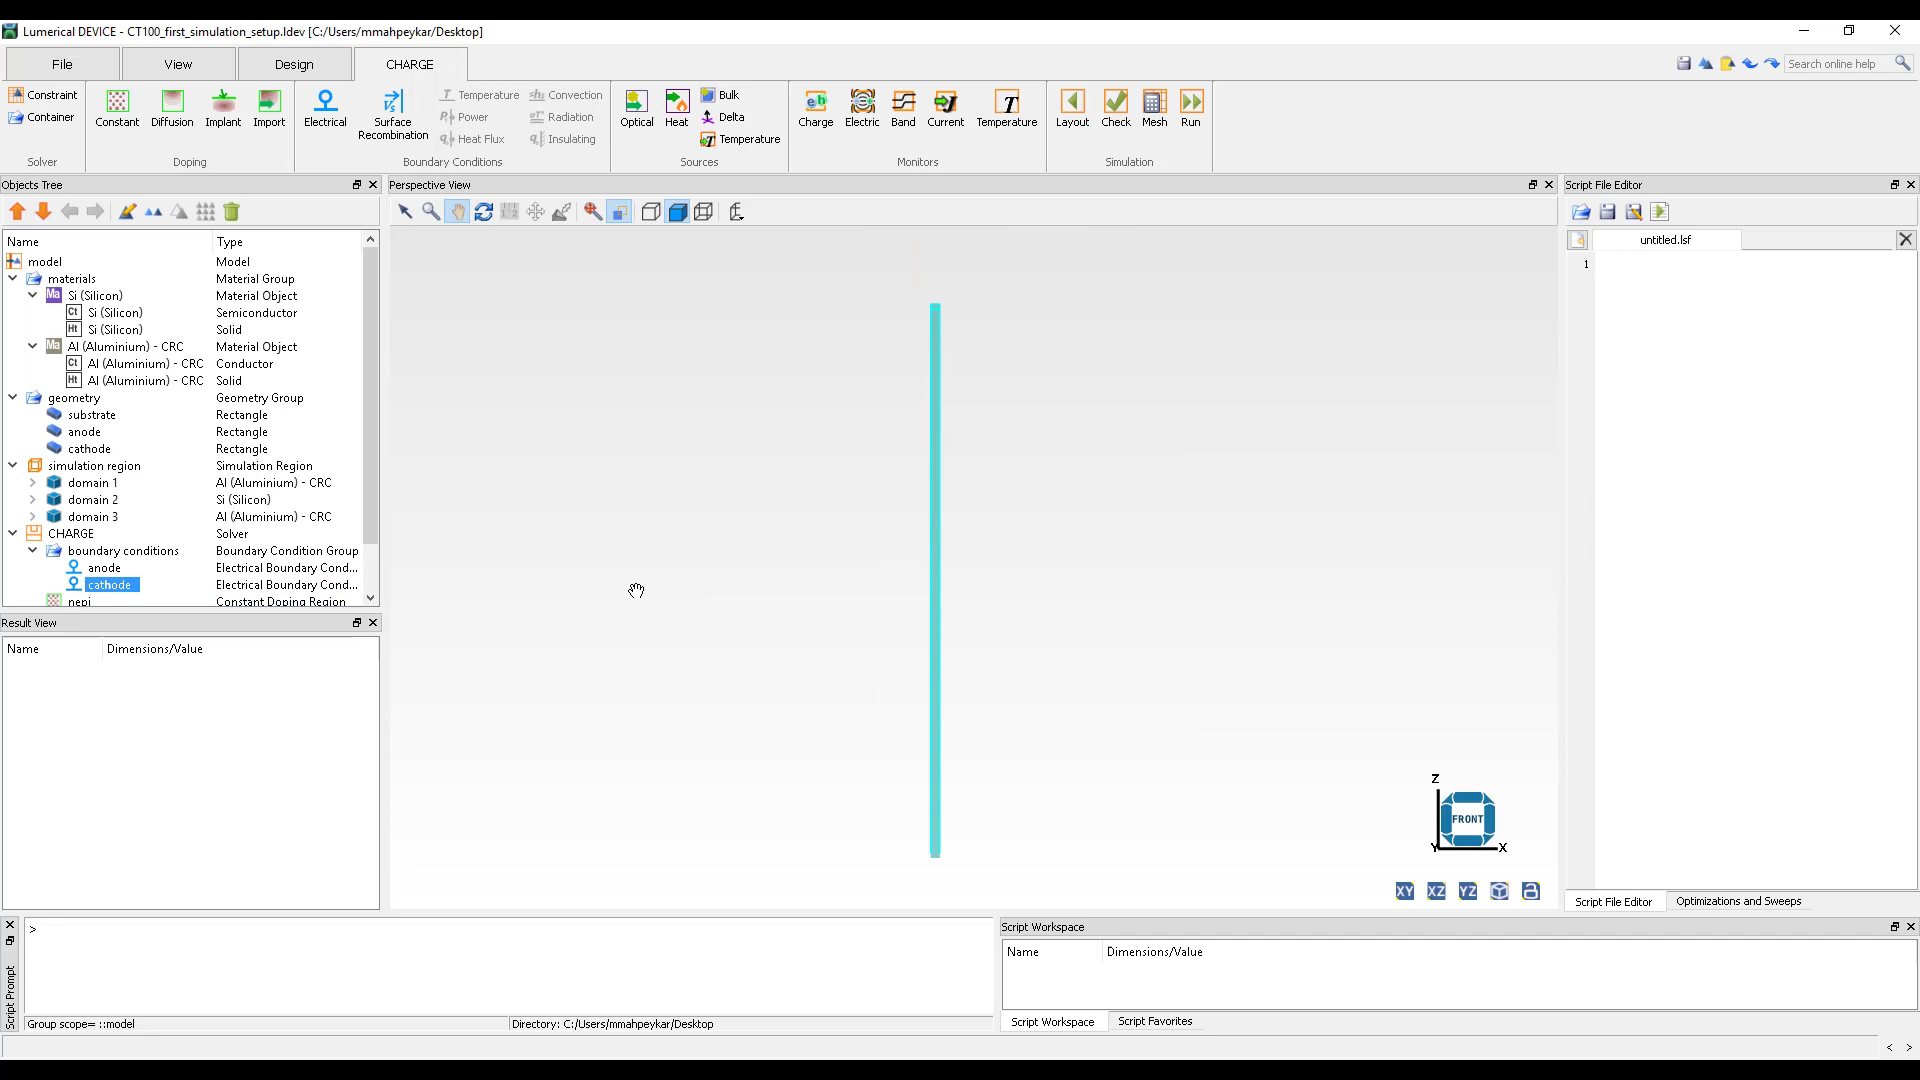 Lumerical DEVICE - CT100_first_simulation_setup.ldev [C:/Users/mmahpeykar/Desktop]
File View Design CHARGE
Search online help
Constraint
Container
Solver
Constant Diffusion Implant Import
Doping
Electrical
Surface
Recombination
Temperature Convection
Power Radiation
Heat Flux Insulating
Boundary Conditions
Optical Heat
Bulk
Delta
Temperature
Sources
Charge Electric Band Current Temperature
Monitors
Layout Check Mesh Run
Simulation
Objects Tree
Name Type
model Model
materials Material Group
Ma Si (Silicon) Material Object
Ct Si (Silicon) Semiconductor
Ht Si (Silicon) Solid
Ma Al (Aluminium) - CRC Material Object
Ct Al (Aluminium) - CRC Conductor
Ht Al (Aluminium) - CRC Solid
geometry Geometry Group
substrate Rectangle
anode Rectangle
cathode Rectangle
simulation region Simulation Region
domain 1 Al (Aluminium) - CRC
domain 2 Si (Silicon)
domain 3 Al (Aluminium) - CRC
CHARGE Solver
boundary conditions Boundary Condition Group
anode Electrical Boundary Cond...
cathode Electrical Boundary Cond...
nepi Constant Doping Region
Result View
Name Dimensions/Value
Perspective View
Z
FRONT
Y X
XY XZ YZ
Script File Editor
untitled.lsf
1
Script File Editor Optimizations and Sweeps
Script Prompt
>
Group scope= ::model Directory: C:/Users/mmahpeykar/Desktop
Script Workspace
Name Dimensions/Value
Script Workspace Script Favorites
< >